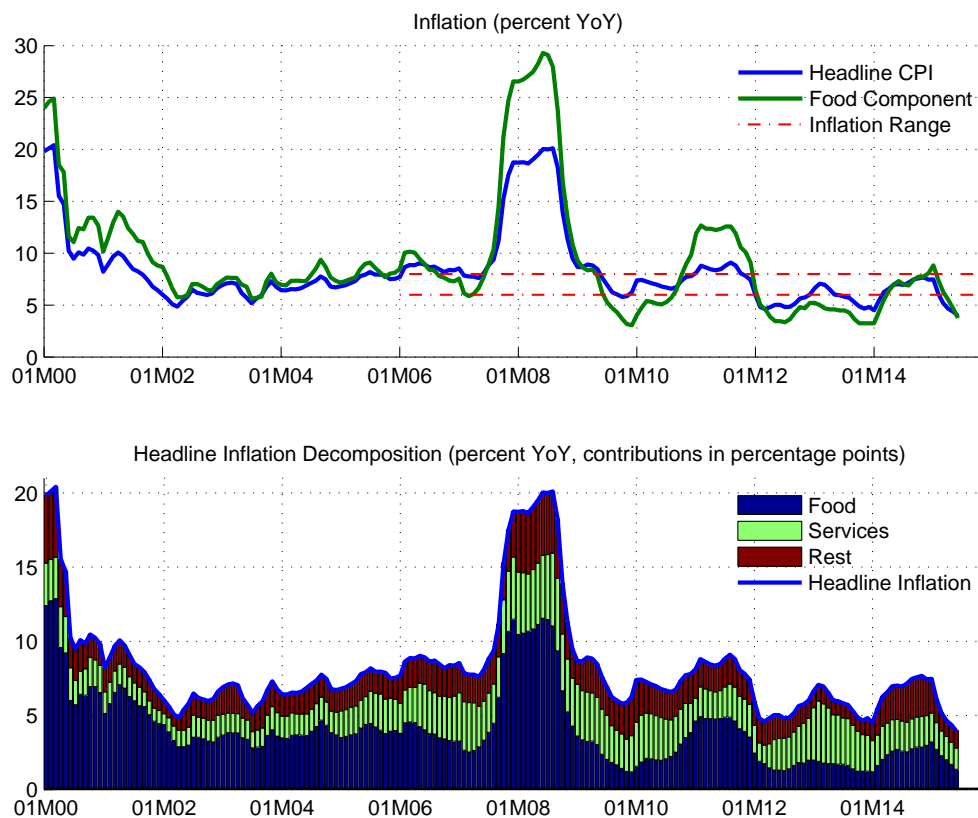 Inflation (percent YoY)
30
25
20
15
10
5
0
Headline CPI
Food Component
Inflation Range
01M00 01M02 01M04 01M06 01M08 01M10 01M12 01M14
Headline Inflation Decomposition (percent YoY, contributions in percentage points)
20
15
10
5
0
Food
Services
Rest
Headline Inflation
01M00 01M02 01M04 01M06 01M08 01M10 01M12 01M14